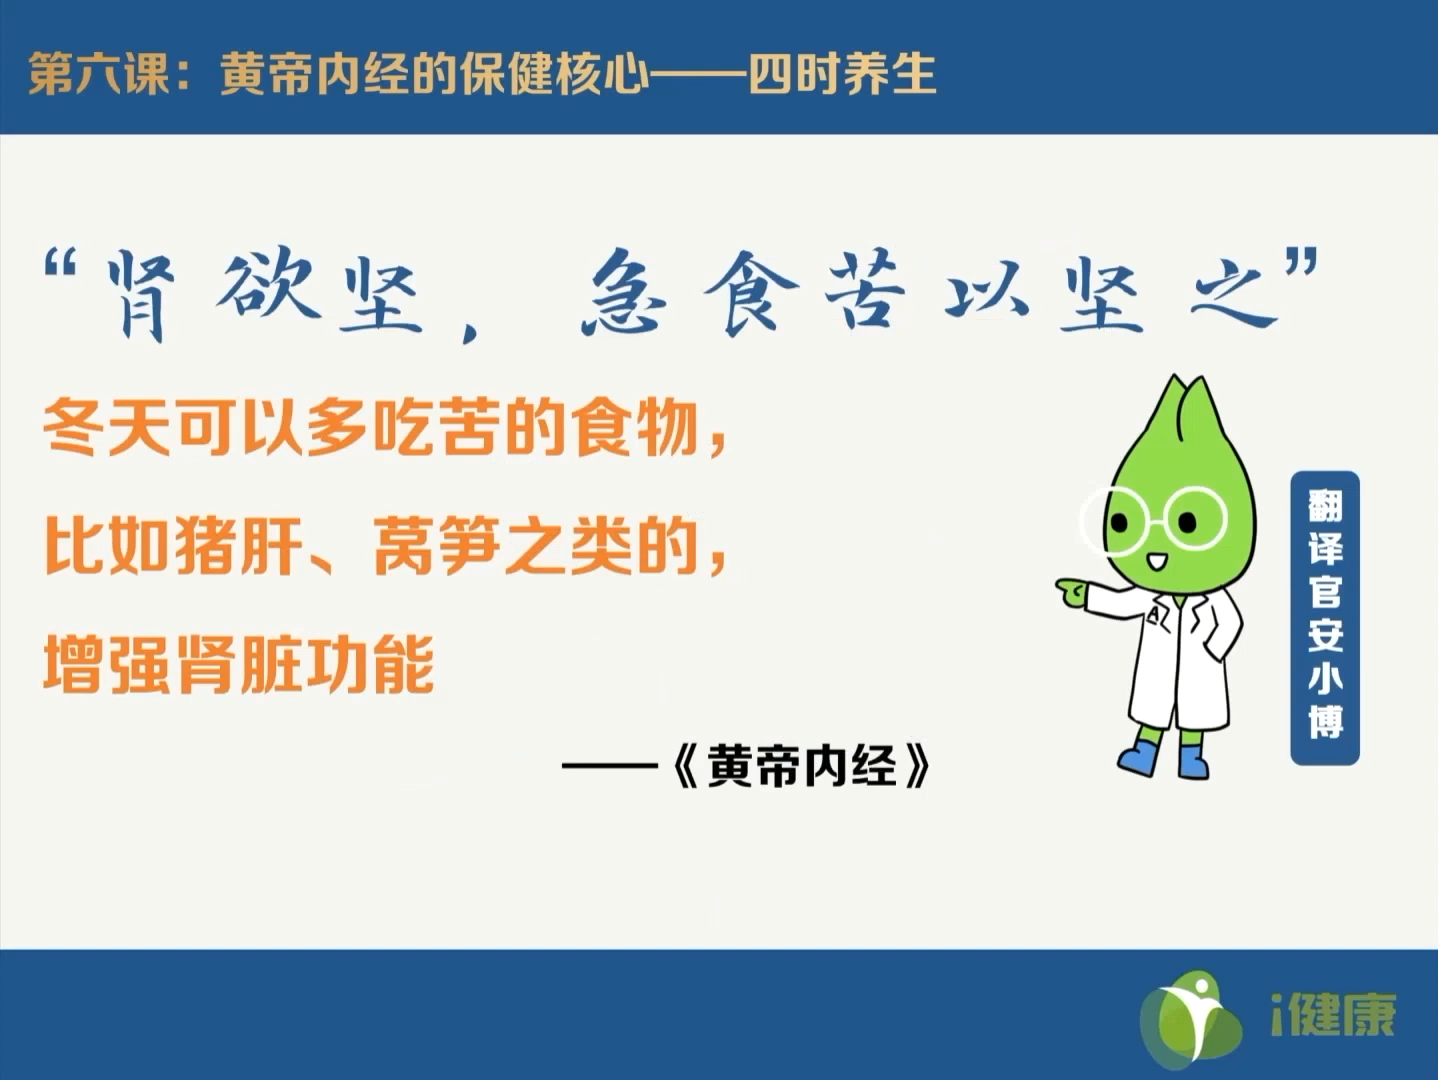 第六课：黄帝内经的保健核心——四时养生
“肾欲坚，急食苦以坚之”
冬天可以多吃苦的食物，
比如猪肝、莴笋之类的，
增强肾脏功能
——《黄帝内经》
翻译官安小博
A
i健康